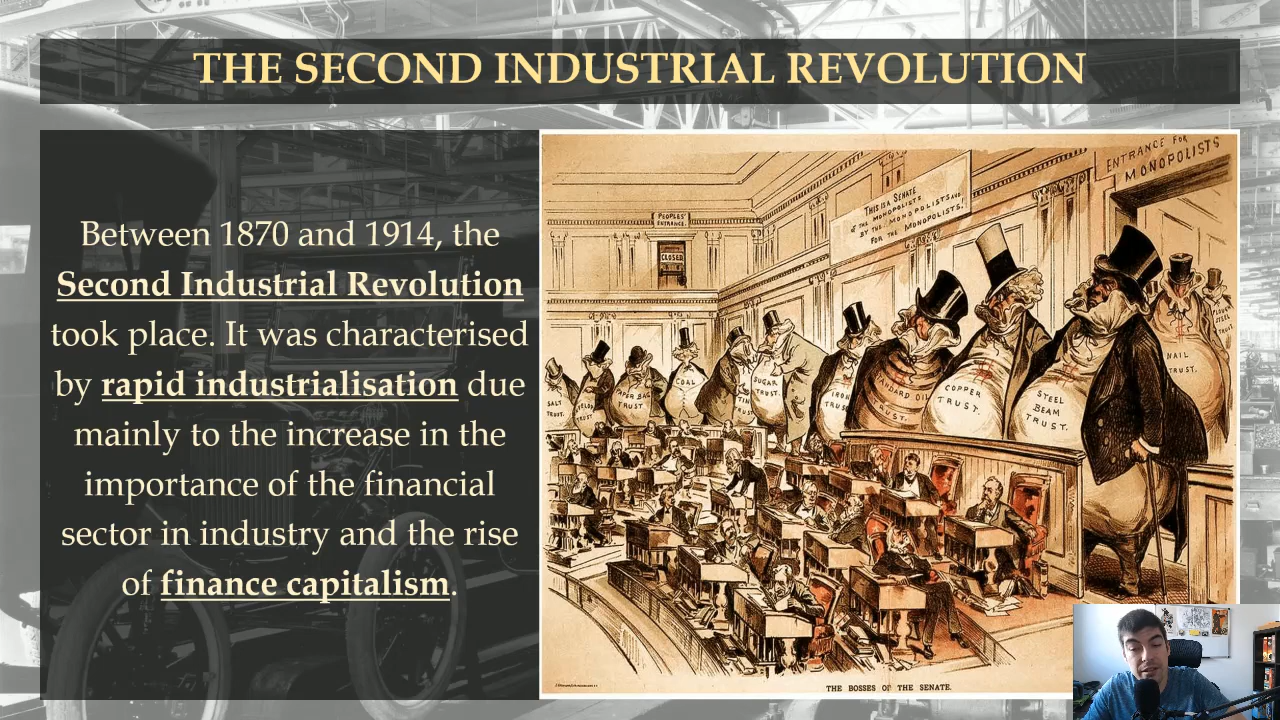 THE SECOND INDUSTRIAL REVOLUTION
Between 1870 and 1914, the
Second Industrial Revolution
took place. It was characterised
by rapid industrialisation due
mainly to the increase in the
importance of the financial
sector in industry and the rise
of finance capitalism.
PEOPLES'
ENTRANCE.
CLOSED
THIS IS A SENATE
OF THE MONOPOLISTS
BY THE MONOPOLISTS AND
FOR THE MONOPOLISTS.
ENTRANCE FOR
MONOPOLISTS
SALT
TRUST.
PAPER BAG
TRUST
COAL
TIN
SUGAR
TRUST.
IRON
TRUST
STANDARD OIL
TRUST.
COPPER
TRUST.
STEEL
BEAM
TRUST.
NAIL
TRUST.
STEEL
TRUST
THE BOSSES OF THE SENATE.